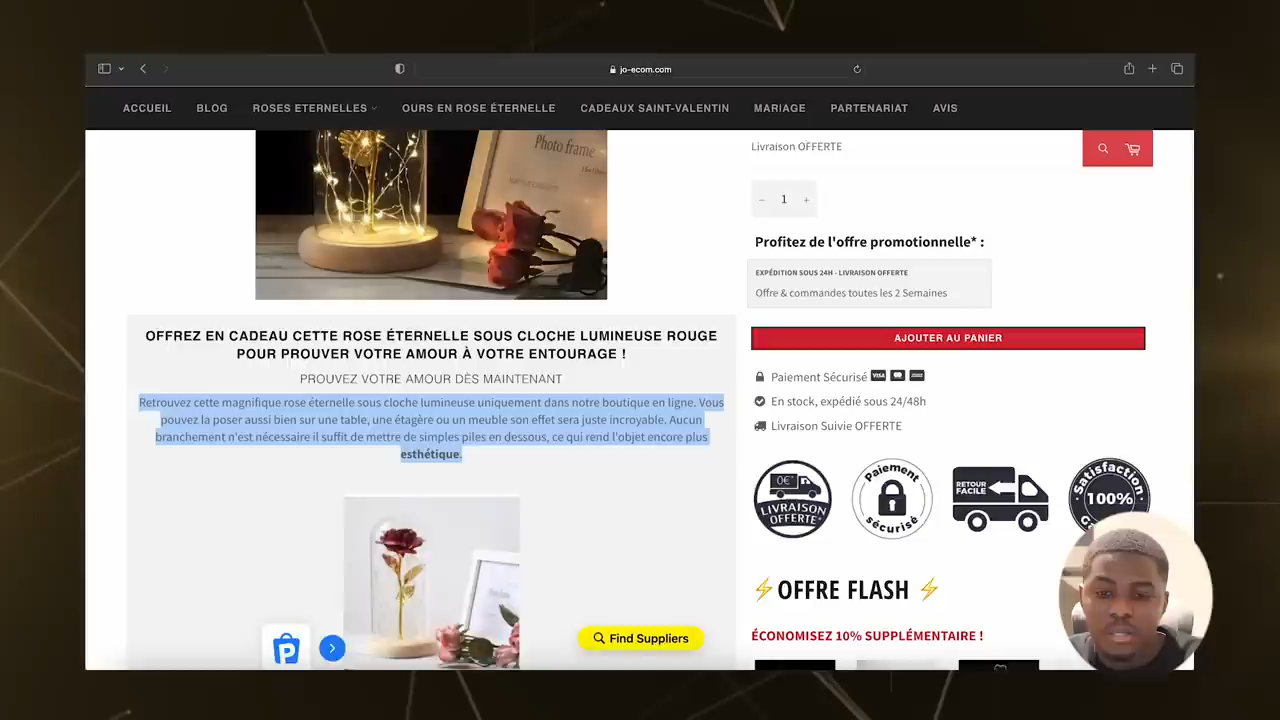 jo-ecom.com
ACCUEIL BLOG ROSES ETERNELLES OURS EN ROSE ÉTERNELLE CADEAUX SAINT-VALENTIN MARIAGE PARTENARIAT AVIS
Photo frame
Livraison OFFERTE
− 1 +
Profitez de l'offre promotionnelle* :
EXPÉDITION SOUS 24H - LIVRAISON OFFERTE
Offre & commandes toutes les 2 Semaines
AJOUTER AU PANIER
Paiement Sécurisé VISA
En stock, expédié sous 24/48h
Livraison Suivie OFFERTE
0€*
LIVRAISON
OFFERTE*
Paiement
sécurisé
RETOUR
FACILE
Satisfaction
100%
⚡OFFRE FLASH ⚡
ÉCONOMISEZ 10% SUPPLÉMENTAIRE !
OFFREZ EN CADEAU CETTE ROSE ÉTERNELLE SOUS CLOCHE LUMINEUSE ROUGE
POUR PROUVER VOTRE AMOUR À VOTRE ENTOURAGE !
PROUVEZ VOTRE AMOUR DÈS MAINTENANT
Retrouvez cette magnifique rose éternelle sous cloche lumineuse uniquement dans notre boutique en ligne. Vous
pouvez la poser aussi bien sur une table, une étagère ou un meuble son effet sera juste incroyable. Aucun
branchement n'est nécessaire il suffit de mettre de simples piles en dessous, ce qui rend l'objet encore plus
esthétique.
Find Suppliers